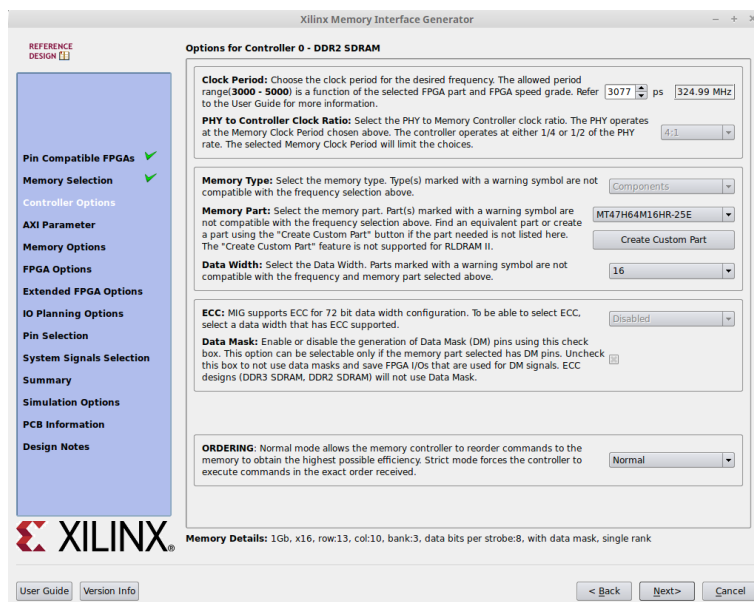 Xilinx Memory Interface Generator
REFERENCE
DESIGN
Pin Compatible FPGAs
Memory Selection
Controller Options
AXI Parameter
Memory Options
FPGA Options
Extended FPGA Options
IO Planning Options
Pin Selection
System Signals Selection
Summary
Simulation Options
PCB Information
Design Notes
XILINX®
Options for Controller 0 - DDR2 SDRAM
Clock Period: Choose the clock period for the desired frequency. The allowed period
range(3000 - 5000) is a function of the selected FPGA part and FPGA speed grade. Refer
to the User Guide for more information.
3077 ps 324.99 MHz
PHY to Controller Clock Ratio: Select the PHY to Memory Controller clock ratio. The PHY operates
at the Memory Clock Period chosen above. The controller operates at either 1/4 or 1/2 of the PHY
rate. The selected Memory Clock Period will limit the choices.
4:1
Memory Type: Select the memory type. Type(s) marked with a warning symbol are not
compatible with the frequency selection above.
Components
Memory Part: Select the memory part. Part(s) marked with a warning symbol are
not compatible with the frequency selection above. Find an equivalent part or create
a part using the "Create Custom Part" button if the part needed is not listed here.
The "Create Custom Part" feature is not supported for RLDRAM II.
MT47H64M16HR-25E
Create Custom Part
Data Width: Select the Data Width. Parts marked with a warning symbol are not
compatible with the frequency and memory part selected above.
16
ECC: MIG supports ECC for 72 bit data width configuration. To be able to select ECC,
select a data width that has ECC supported.
Disabled
Data Mask: Enable or disable the generation of Data Mask (DM) pins using this check
box. This option can be selectable only if the memory part selected has DM pins. Uncheck
this box to not use data masks and save FPGA I/Os that are used for DM signals. ECC
designs (DDR3 SDRAM, DDR2 SDRAM) will not use Data Mask.
ORDERING: Normal mode allows the memory controller to reorder commands to the
memory to obtain the highest possible efficiency. Strict mode forces the controller to
execute commands in the exact order received.
Normal
Memory Details: 1Gb, x16, row:13, col:10, bank:3, data bits per strobe:8, with data mask, single rank
User Guide
Version Info
< Back
Next>
Cancel